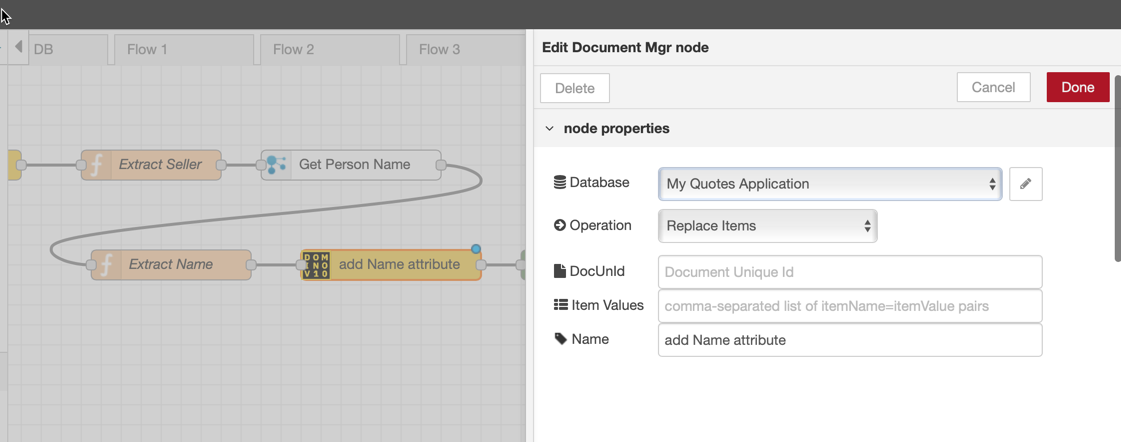 DB
Flow 1
Flow 2
Flow 3
Edit Document Mgr node
Delete
Cancel
Done
node properties
Extract Seller
Get Person Name
Database
My Quotes Application
Operation
Replace Items
Extract Name
DOM
INO
V10
add Name attribute
DocUnId
Document Unique Id
Item Values
comma-separated list of itemName=itemValue pairs
Name
add Name attribute